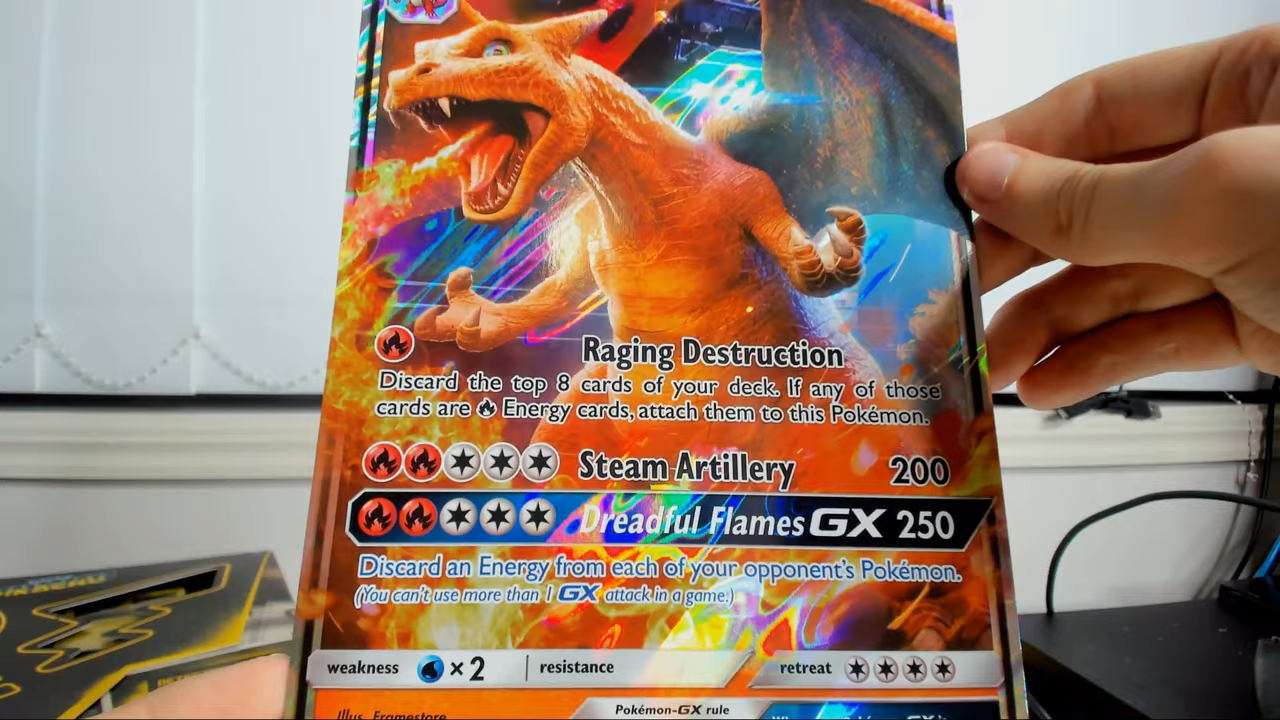 Raging Destruction
Discard the top 8 cards of your deck. If any of those
cards are Energy cards, attach them to this Pokémon.
Steam Artillery 200
Dreadful Flames GX 250
Discard an Energy from each of your opponent's Pokémon.
(You can't use more than 1 GX attack in a game.)
weakness ×2 resistance retreat
Illus. Framestore
Pokémon-GX rule